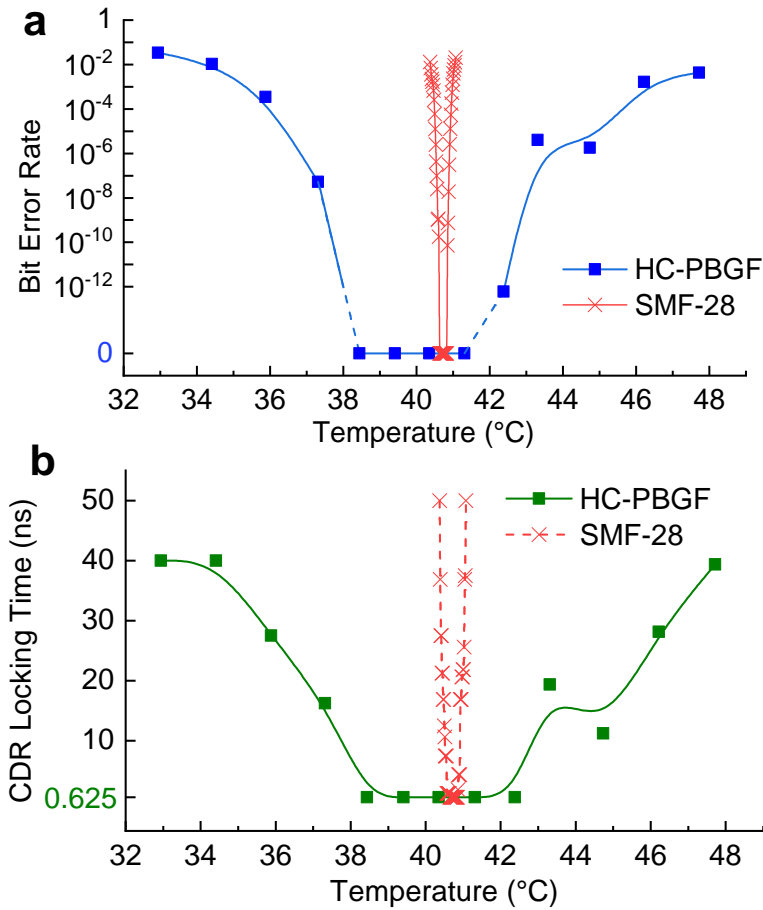 a
Bit Error Rate
1
10⁻²
10⁻⁴
10⁻⁶
10⁻⁸
10⁻¹⁰
10⁻¹²
0
HC-PBGF
SMF-28
32 34 36 38 40 42 44 46 48
Temperature (°C)
b
CDR Locking Time (ns)
50
40
30
20
10
0.625
HC-PBGF
SMF-28
32 34 36 38 40 42 44 46 48
Temperature (°C)